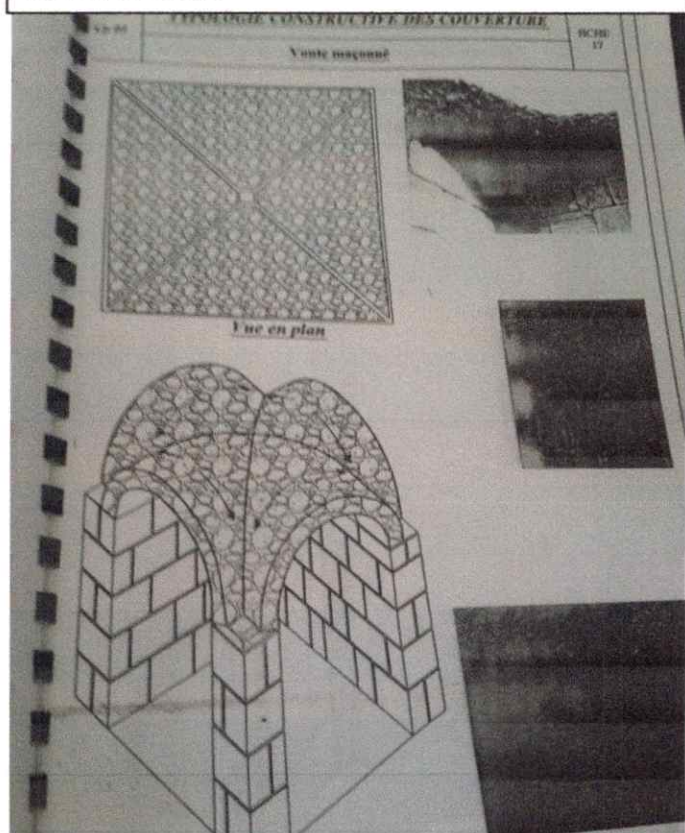 TYPOLOGIE CONSTRUCTIVE DES COUVERTURE
FICHE
17
Voute maçonné
Vue en plan